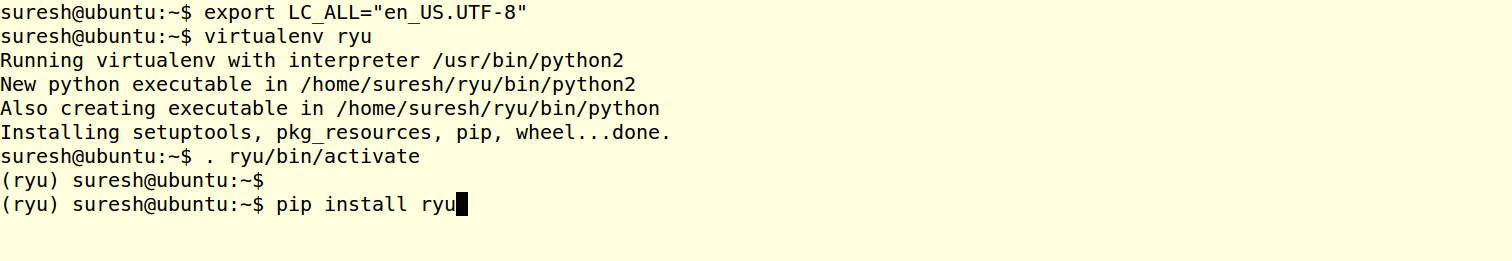 suresh@ubuntu:~$ export LC_ALL="en_US.UTF-8"
suresh@ubuntu:~$ virtualenv ryu
Running virtualenv with interpreter /usr/bin/python2
New python executable in /home/suresh/ryu/bin/python2
Also creating executable in /home/suresh/ryu/bin/python
Installing setuptools, pkg_resources, pip, wheel...done.
suresh@ubuntu:~$ . ryu/bin/activate
(ryu) suresh@ubuntu:~$
(ryu) suresh@ubuntu:~$ pip install ryu